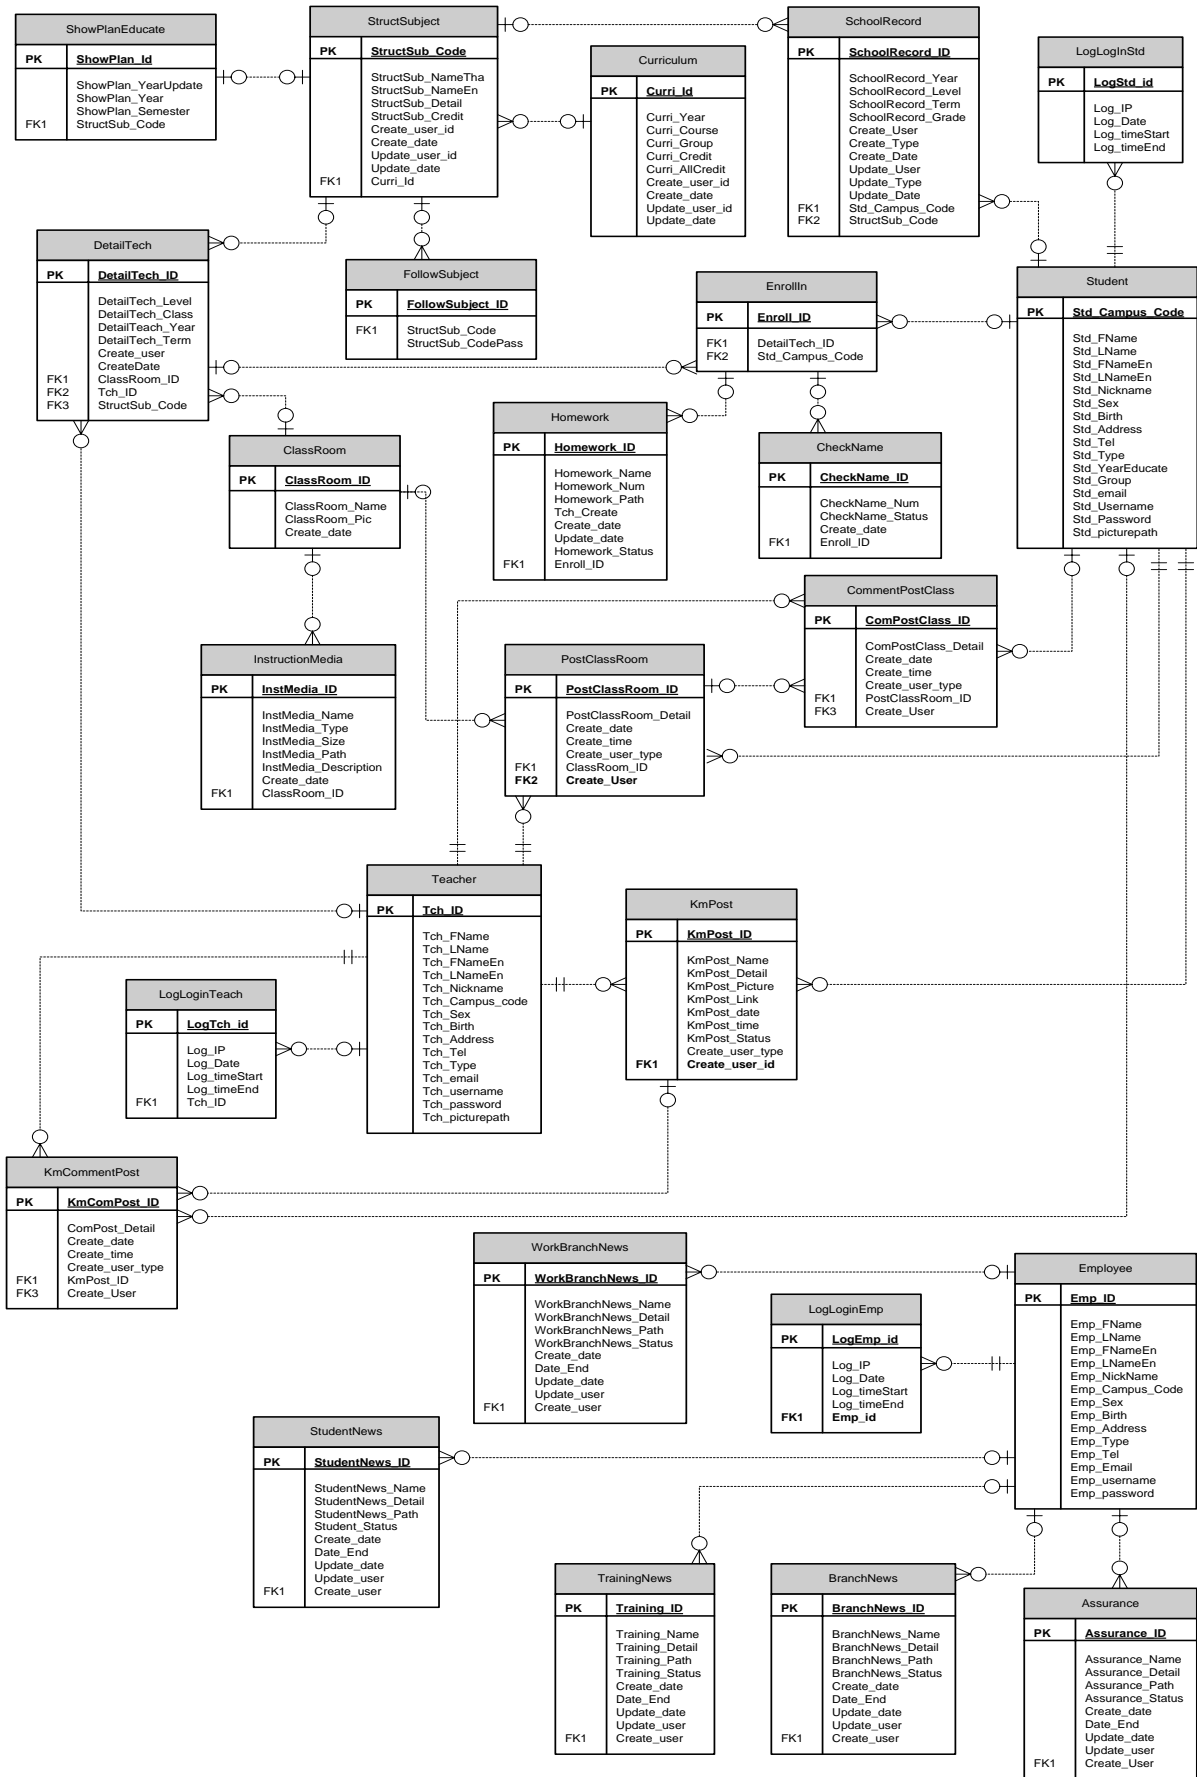 ShowPlanEducate
PK ShowPlan_Id
ShowPlan_YearUpdate
ShowPlan_Year
ShowPlan_Semester
FK1 StructSub_Code
StructSubject
PK StructSub_Code
StructSub_NameTha
StructSub_NameEn
StructSub_Detail
StructSub_Credit
Create_user_id
Create_date
Update_user_id
Update_date
FK1 Curri_Id
Curriculum
PK Curri_Id
Curri_Year
Curri_Course
Curri_Group
Curri_Credit
Curri_AllCredit
Create_user_id
Create_date
Update_user_id
Update_date
SchoolRecord
PK SchoolRecord_ID
SchoolRecord_Year
SchoolRecord_Level
SchoolRecord_Term
SchoolRecord_Grade
Create_User
Create_Type
Create_Date
Update_User
Update_Type
Update_Date
FK1 Std_Campus_Code
FK2 StructSub_Code
LogLogInStd
PK LogStd_id
Log_IP
Log_Date
Log_timeStart
Log_timeEnd
DetailTech
PK DetailTech_ID
DetailTech_Level
DetailTech_Class
DetailTeach_Year
DetailTech_Term
Create_user
CreateDate
FK1 ClassRoom_ID
FK2 Tch_ID
FK3 StructSub_Code
FollowSubject
PK FollowSubject_ID
FK1 StructSub_Code
StructSub_CodePass
EnrollIn
PK Enroll_ID
FK1 DetailTech_ID
FK2 Std_Campus_Code
Student
PK Std_Campus_Code
Std_FName
Std_LName
Std_FNameEn
Std_LNameEn
Std_Nickname
Std_Sex
Std_Birth
Std_Address
Std_Tel
Std_Type
Std_YearEducate
Std_Group
Std_email
Std_Username
Std_Password
Std_picturepath
ClassRoom
PK ClassRoom_ID
ClassRoom_Name
ClassRoom_Pic
Create_date
Homework
PK Homework_ID
Homework_Name
Homework_Num
Homework_Path
Tch_Create
Create_date
Update_date
Homework_Status
FK1 Enroll_ID
CheckName
PK CheckName_ID
CheckName_Num
CheckName_Status
Create_date
FK1 Enroll_ID
CommentPostClass
PK ComPostClass_ID
ComPostClass_Detail
Create_date
Create_time
Create_user_type
FK1 PostClassRoom_ID
FK3 Create_User
InstructionMedia
PK InstMedia_ID
InstMedia_Name
InstMedia_Type
InstMedia_Size
InstMedia_Path
InstMedia_Description
Create_date
FK1 ClassRoom_ID
PostClassRoom
PK PostClassRoom_ID
PostClassRoom_Detail
Create_date
Create_time
Create_user_type
FK1 ClassRoom_ID
FK2 Create_User
Teacher
PK Tch_ID
Tch_FName
Tch_LName
Tch_FNameEn
Tch_LNameEn
Tch_Nickname
Tch_Campus_code
Tch_Sex
Tch_Birth
Tch_Address
Tch_Tel
Tch_Type
Tch_email
Tch_username
Tch_password
Tch_picturepath
KmPost
PK KmPost_ID
KmPost_Name
KmPost_Detail
KmPost_Picture
KmPost_Link
KmPost_date
KmPost_time
KmPost_Status
Create_user_type
FK1 Create_user_id
LogLoginTeach
PK LogTch_id
Log_IP
Log_Date
Log_timeStart
Log_timeEnd
FK1 Tch_ID
KmCommentPost
PK KmComPost_ID
ComPost_Detail
Create_date
Create_time
Create_user_type
FK1 KmPost_ID
FK3 Create_User
WorkBranchNews
PK WorkBranchNews_ID
WorkBranchNews_Name
WorkBranchNews_Detail
WorkBranchNews_Path
WorkBranchNews_Status
Create_date
Date_End
Update_date
Update_user
FK1 Create_user
LogLoginEmp
PK LogEmp_id
Log_IP
Log_Date
Log_timeStart
Log_timeEnd
FK1 Emp_id
Employee
PK Emp_ID
Emp_FName
Emp_LName
Emp_FNameEn
Emp_LNameEn
Emp_NickName
Emp_Campus_Code
Emp_Sex
Emp_Birth
Emp_Address
Emp_Type
Emp_Tel
Emp_Email
Emp_username
Emp_password
StudentNews
PK StudentNews_ID
StudentNews_Name
StudentNews_Detail
StudentNews_Path
Student_Status
Create_date
Date_End
Update_date
Update_user
FK1 Create_user
TrainingNews
PK Training_ID
Training_Name
Training_Detail
Training_Path
Training_Status
Create_date
Date_End
Update_date
Update_user
FK1 Create_user
BranchNews
PK BranchNews_ID
BranchNews_Name
BranchNews_Detail
BranchNews_Path
BranchNews_Status
Create_date
Date_End
Update_date
Update_user
FK1 Create_user
Assurance
PK Assurance_ID
Assurance_Name
Assurance_Detail
Assurance_Path
Assurance_Status
Create_date
Date_End
Update_date
Update_user
FK1 Create_User